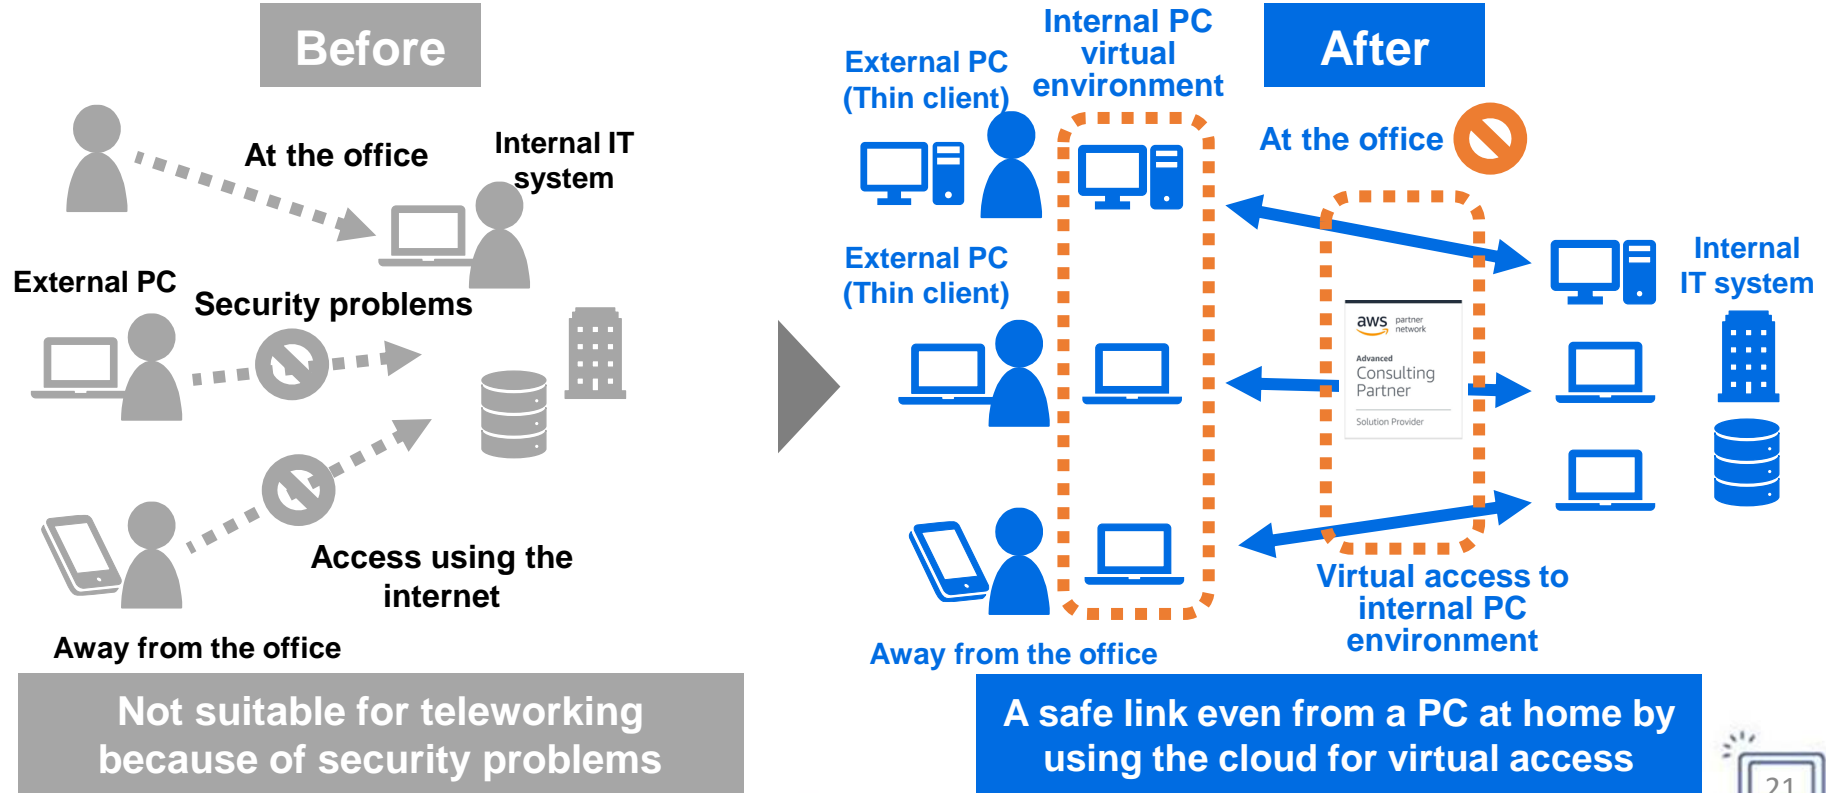 Before
At the office
Internal IT
system
External PC
Security problems
Access using the
internet
Away from the office
Not suitable for teleworking
because of security problems
After
Internal PC
virtual
environment
External PC
(Thin client)
At the office
External PC
(Thin client)
Internal
IT system
aws partner
network
Advanced
Consulting
Partner
Solution Provider
Virtual access to
internal PC
environment
Away from the office
A safe link even from a PC at home by
using the cloud for virtual access
21